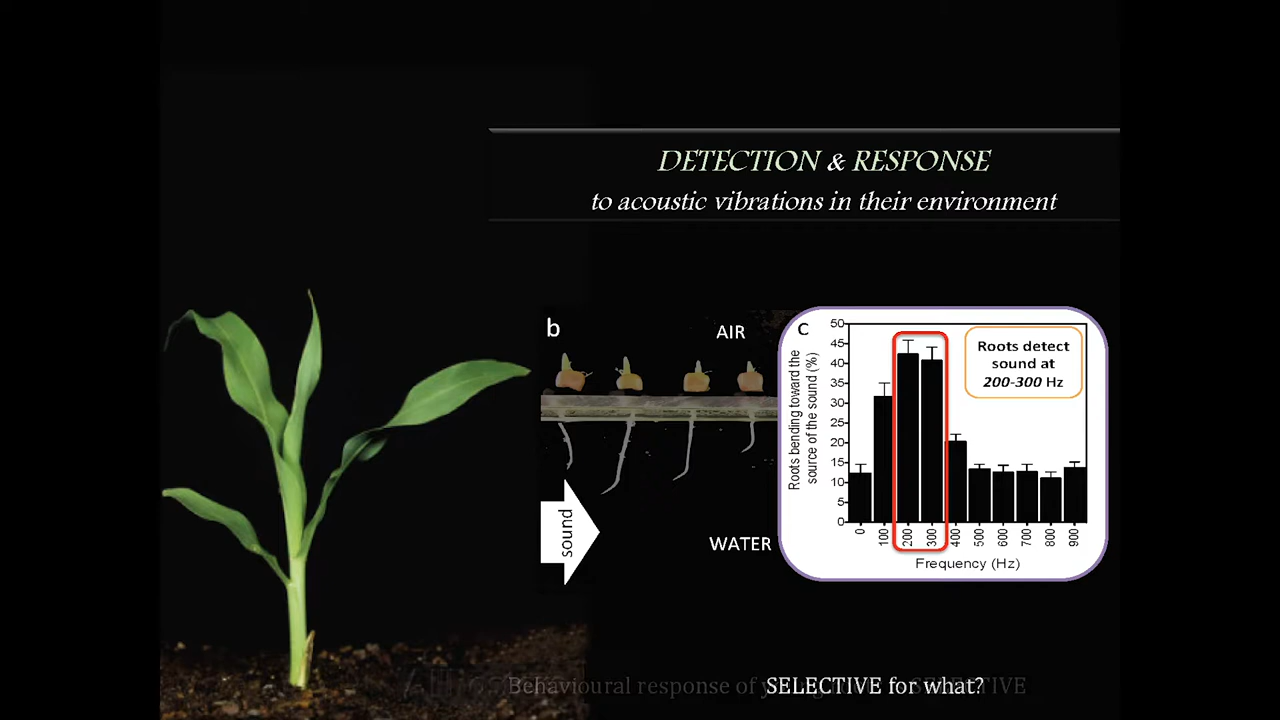 DETECTION & RESPONSE
to acoustic vibrations in their environment
b
AIR
sound
WATER
c
Roots bending toward the
source of the sound (%)
50
45
40
35
30
25
20
15
10
5
0
Roots detect
sound at
200-300 Hz
0
100
200
300
400
500
600
700
800
900
Frequency (Hz)
Behavioural response of
SELECTIVE for what?